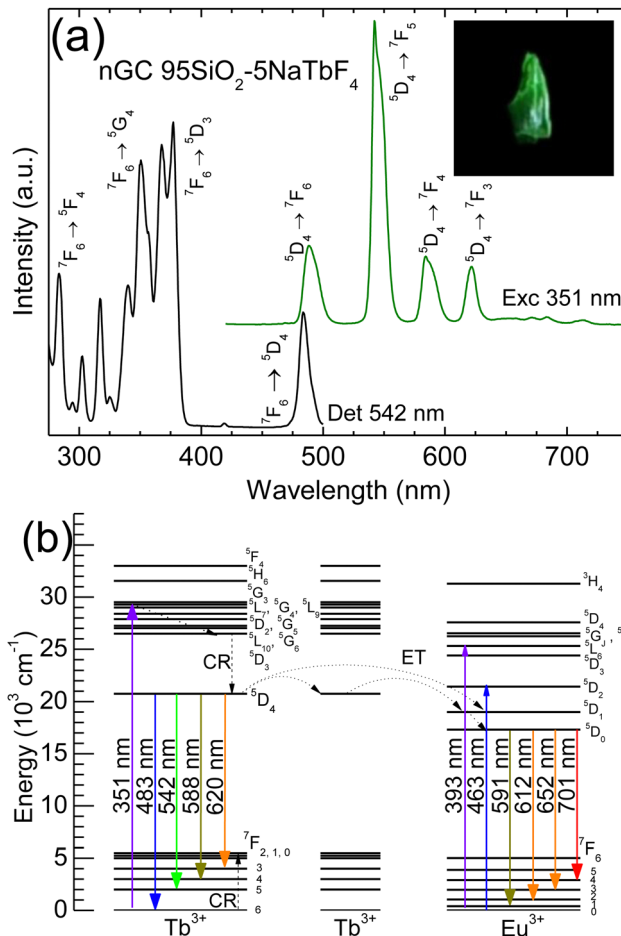 (a)
nGC 95SiO₂-5NaTbF₄
⁵D₄→⁷F₅
⁷F₆→⁵F₄
⁷F₆→⁵G₄
⁷F₆→⁵D₃
⁵D₄→⁷F₆
⁵D₄→⁷F₄
⁵D₄→⁷F₃
Exc 351 nm
⁷F₆→⁵D₄
Det 542 nm
Intensity (a.u.)
300 400 500 600 700
Wavelength (nm)
(b)
Energy (10³ cm⁻¹)
30
25
20
15
10
5
0
⁵F₄
⁵H₆
⁵G₃
⁵L₇, ⁵G₄, ⁵L₉
⁵D₂, ⁵G₅
⁵L₁₀, ⁵G₆
⁵D₃
CR
⁵D₄
351 nm
483 nm
542 nm
588 nm
620 nm
⁷F₂, ₁, ₀
3
4
5
6
CR
Tb³⁺
Tb³⁺
ET
³H₄
⁵D₄
⁵G_J, ⁵
⁵L₆
⁵D₃
⁵D₂
⁵D₁
⁵D₀
393 nm
463 nm
591 nm
612 nm
652 nm
701 nm
⁷F₆
5
4
3
2
1
0
Eu³⁺